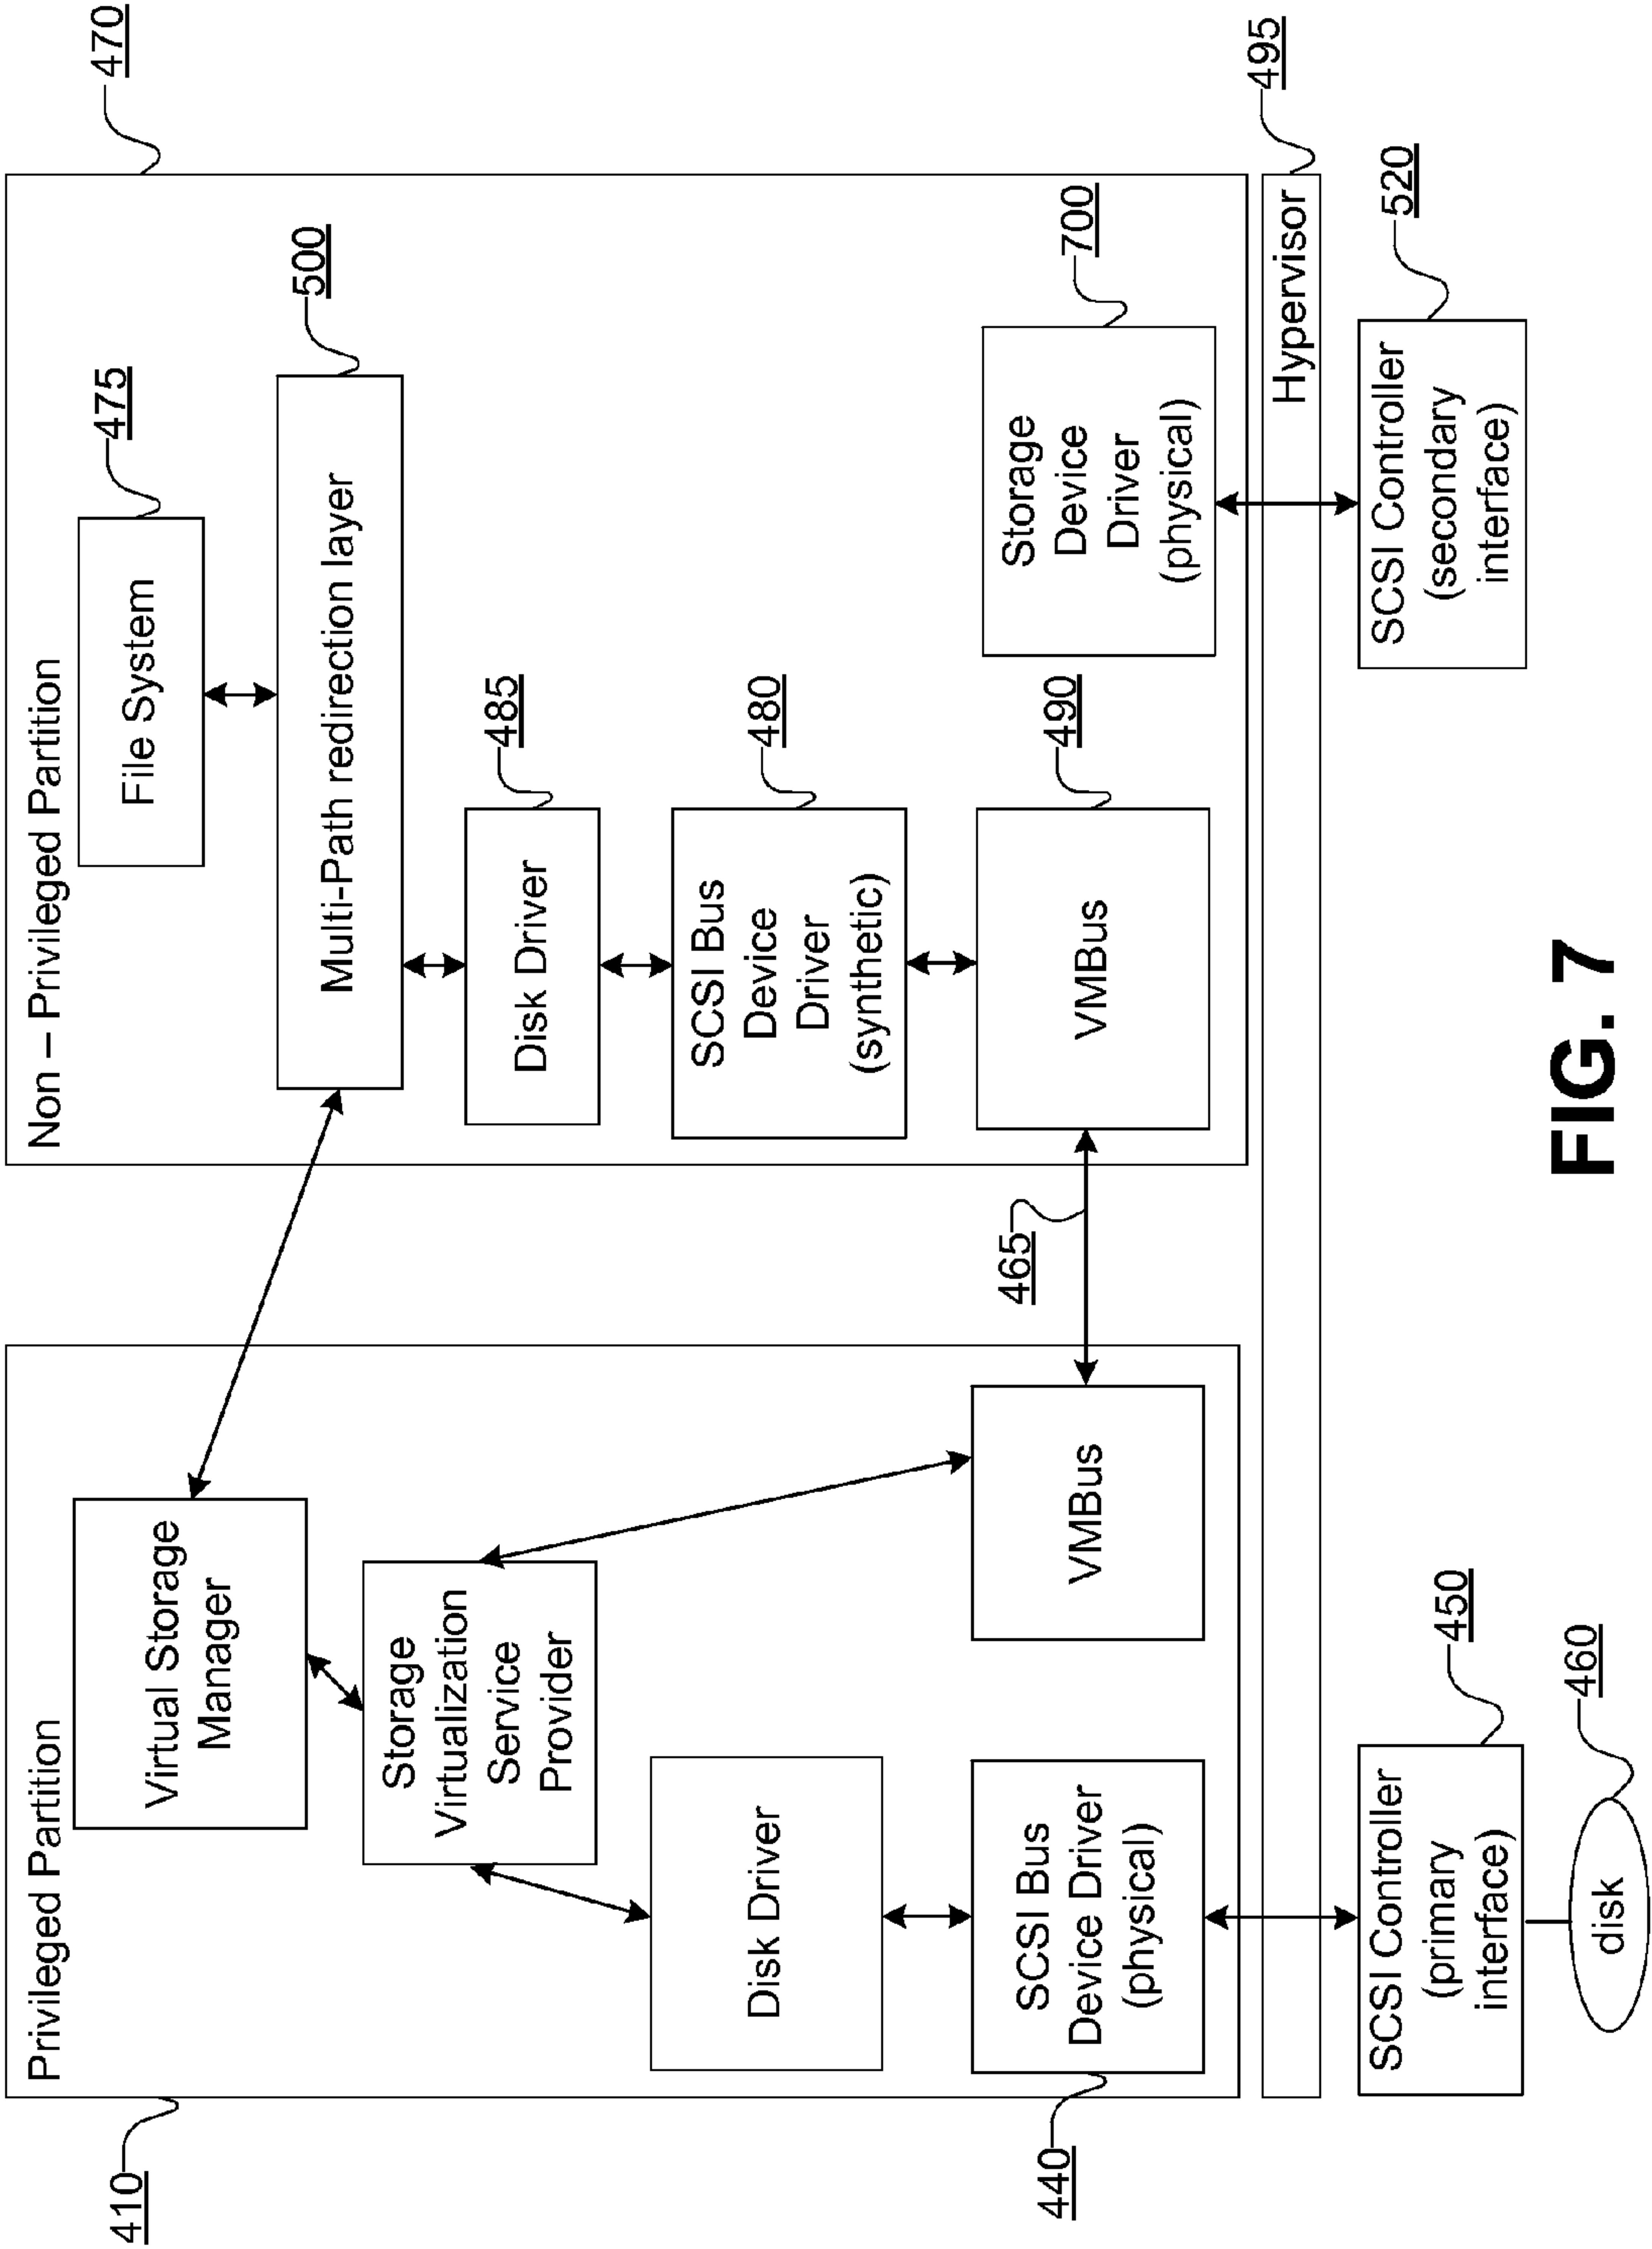 Privileged Partition
410
Virtual Storage
Manager
Storage
Virtualization
Service
Provider
Disk Driver
SCSI Bus
Device Driver
(physical)
440
VMBus
465
Non – Privileged Partition
470
File System
475
Multi-Path redirection layer
500
Disk Driver
485
SCSI Bus
Device
Driver
(synthetic)
480
VMBus
490
Storage
Device
Driver
(physical)
700
Hypervisor
495
SCSI Controller
(primary
interface)
450
disk
460
SCSI Controller
(secondary
interface)
520
FIG. 7